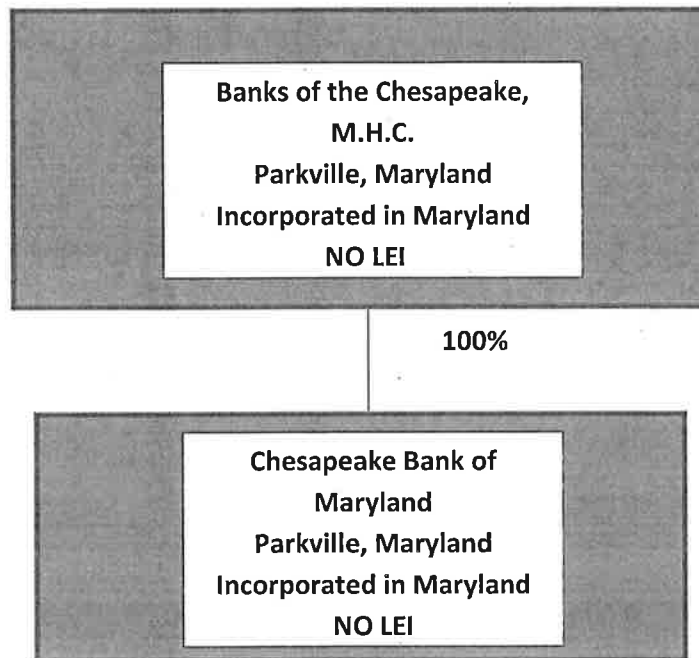 Banks of the Chesapeake,
M.H.C.
Parkville, Maryland
Incorporated in Maryland
NO LEI
100%
Chesapeake Bank of
Maryland
Parkville, Maryland
Incorporated in Maryland
NO LEI